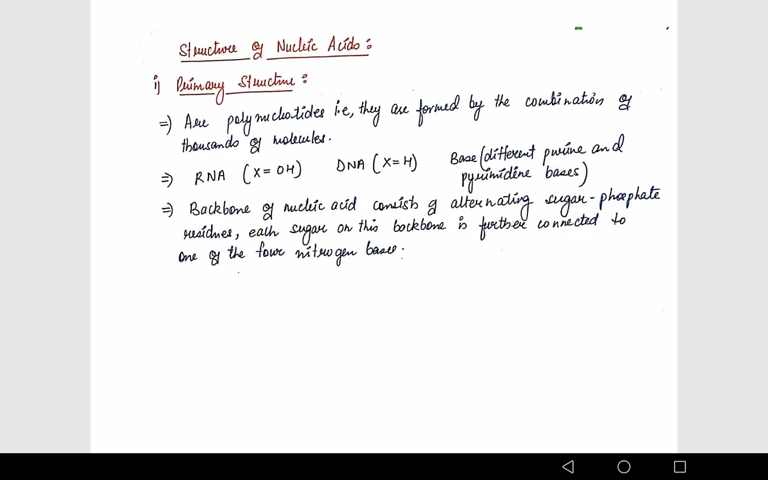 Structure of Nucleic Acids:
i) Primary Structure:
=) Are polynucleotides i.e, they are formed by the combination of
thousands of molecules.
=) RNA (X=OH) DNA (X=H) Base (different purine and
pyrimidine bases)
=) Backbone of nucleic acid consists of alternating sugar-phosphate
residues, each sugar on this backbone is further connected to
one of the four nitrogen base.